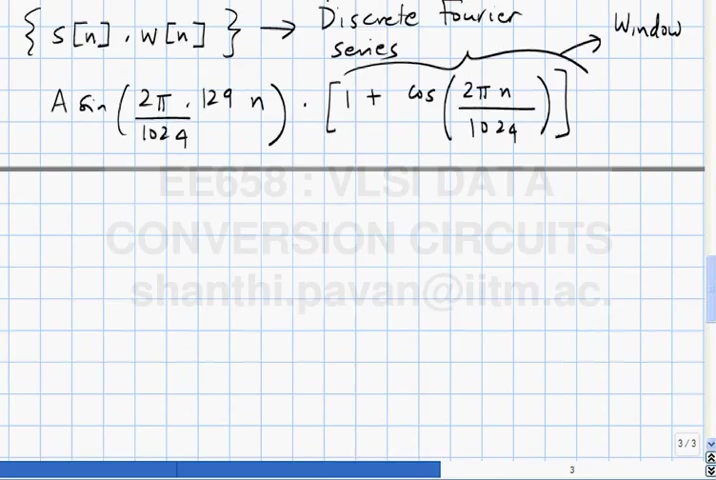 { s[n] . w[n] } → Discrete Fourier series
Window
A sin ( 2π/1024 . 129 n ) . [ 1 + cos ( 2πn/1024 ) ]
EE658 : VLSI DATA
CONVERSION CIRCUITS
shanthi.pavan@iitm.ac.
3/3
3